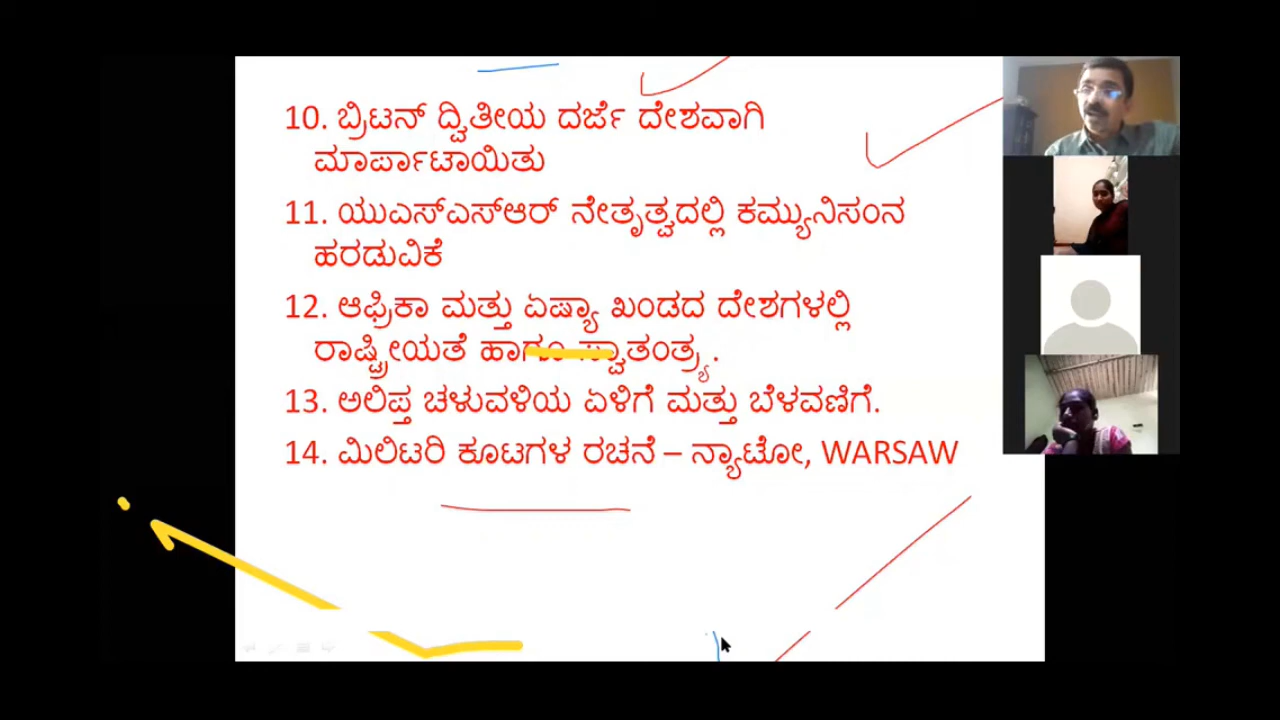 10. ಬ್ರಿಟನ್ ದ್ವಿತೀಯ ದರ್ಜೆ ದೇಶವಾಗಿ
ಮಾರ್ಪಾಟಾಯಿತು
11. ಯುಎಸ್ಎಸ್ಆರ್ ನೇತೃತ್ವದಲ್ಲಿ ಕಮ್ಯುನಿಸಂನ
ಹರಡುವಿಕೆ
12. ಆಫ್ರಿಕಾ ಮತ್ತು ಏಷ್ಯಾ ಖಂಡದ ದೇಶಗಳಲ್ಲಿ
ರಾಷ್ಟ್ರೀಯತೆ ಹಾಗೂ ಸ್ವಾತಂತ್ರ್ಯ.
13. ಅಲಿಪ್ತ ಚಳುವಳಿಯ ಏಳಿಗೆ ಮತ್ತು ಬೆಳವಣಿಗೆ.
14. ಮಿಲಿಟರಿ ಕೂಟಗಳ ರಚನೆ – ನ್ಯಾಟೋ, WARSAW